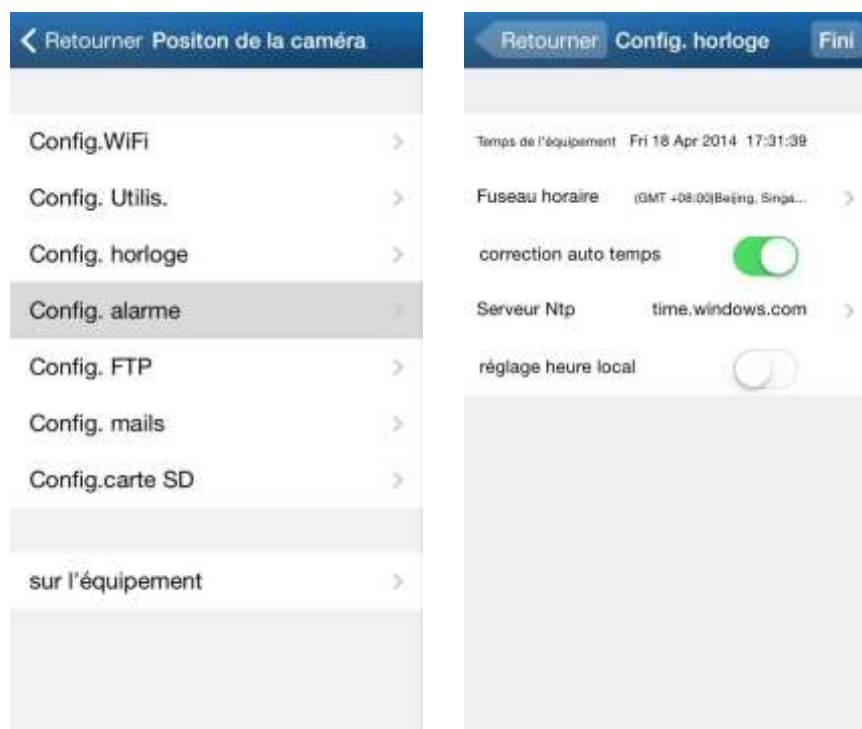 Retourner Positon de la caméra
Config.WiFi
Config. Utilis.
Config. horloge
Config. alarme
Config. FTP
Config. mails
Config.carte SD
sur l'équipement
Retourner Config. horloge Fini
Temps de l'équipement Fri 18 Apr 2014 17:31:39
Fuseau horaire (GMT +08:00)Beijing, Singa...
correction auto temps
Serveur Ntp time.windows.com
réglage heure local